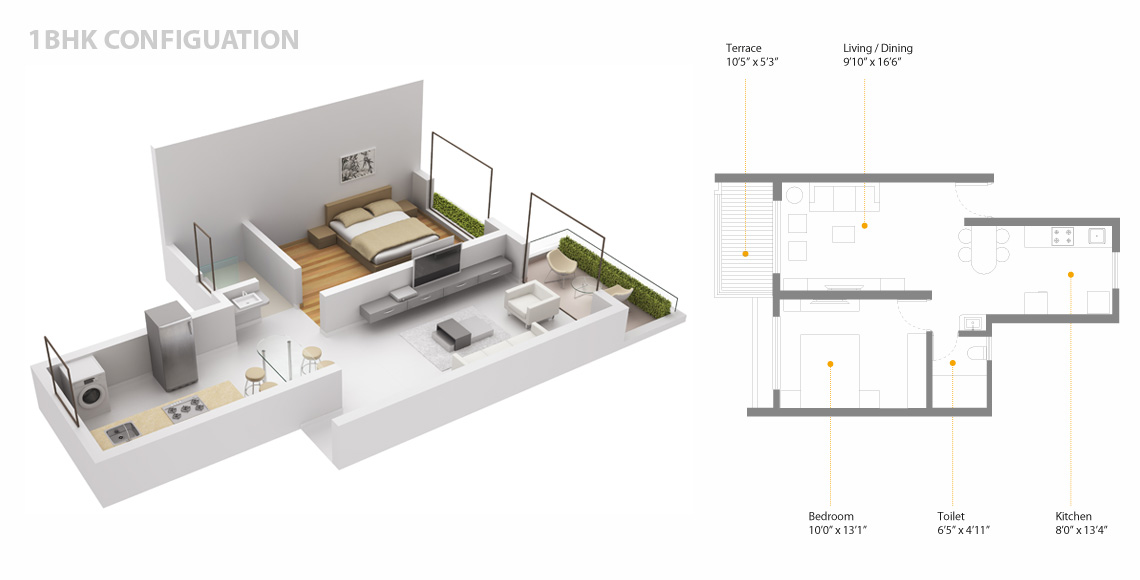 1BHK CONFIGUATION
Terrace
10’5” x 5’3”
Living / Dining
9’10” x 16’6”
Bedroom
10’0” x 13’1”
Toilet
6’5” x 4’11”
Kitchen
8’0” x 13’4”